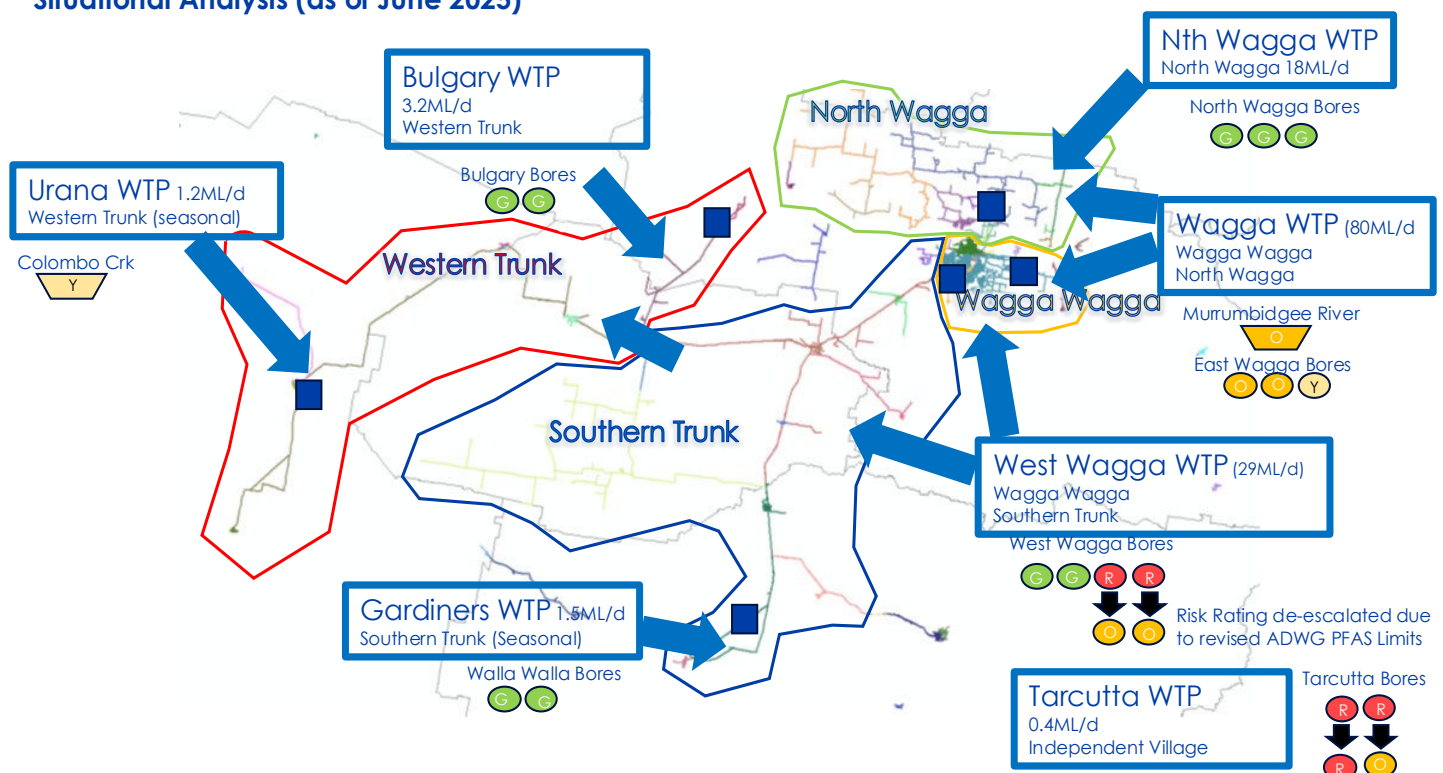 Situational Analysis (as of June 2025)
Nth Wagga WTP
North Wagga 18ML/d
North Wagga Bores
G G G
Bulgary WTP
3.2ML/d
Western Trunk
Bulgary Bores
G G
North Wagga
Urana WTP 1.2ML/d
Western Trunk (seasonal)
Colombo Crk
Y
Western Trunk
Wagga WTP (80ML/d
Wagga Wagga
North Wagga
Murrumbidgee River
O
East Wagga Bores
O O Y
Wagga Wagga
Southern Trunk
West Wagga WTP (29ML/d)
Wagga Wagga
Southern Trunk
West Wagga Bores
G G R R
O O
Risk Rating de-escalated due
to revised ADWG PFAS Limits
Gardiners WTP 1.5ML/d
Southern Trunk (Seasonal)
Walla Walla Bores
G G
Tarcutta WTP
0.4ML/d
Independent Village
Tarcutta Bores
R R
R O